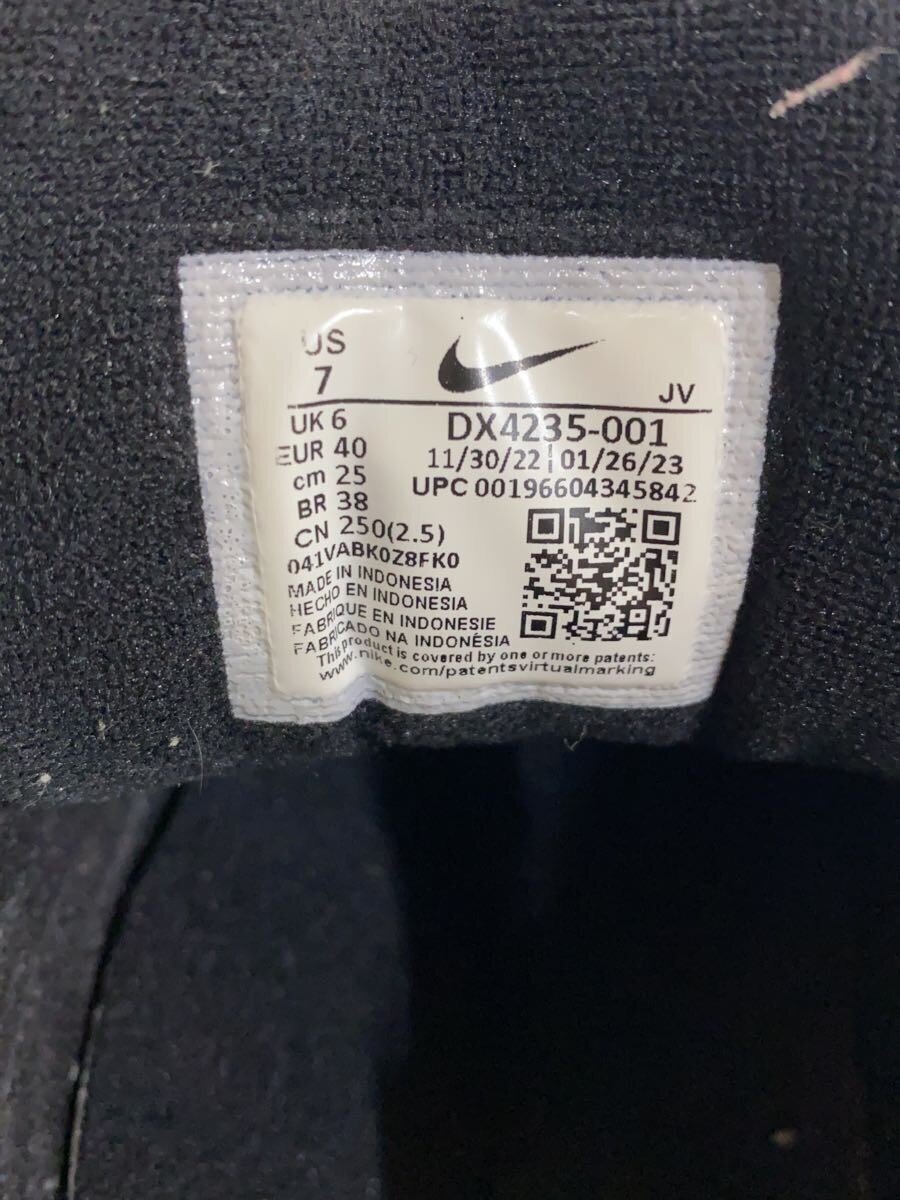 US
7
JV
UK 6
EUR 40
cm 25
BR 38
CN 250(2.5)
DX4235-001
11/30/22 | 01/26/23
UPC 00196604345842
041VABK0Z8FK0
MADE IN INDONESIA
HECHO EN INDONESIA
FABRIQUE EN INDONESIE
FABRICADO NA INDONÉSIA
This product is covered by one or more patents:
www.nike.com/patentsvirtualmarking